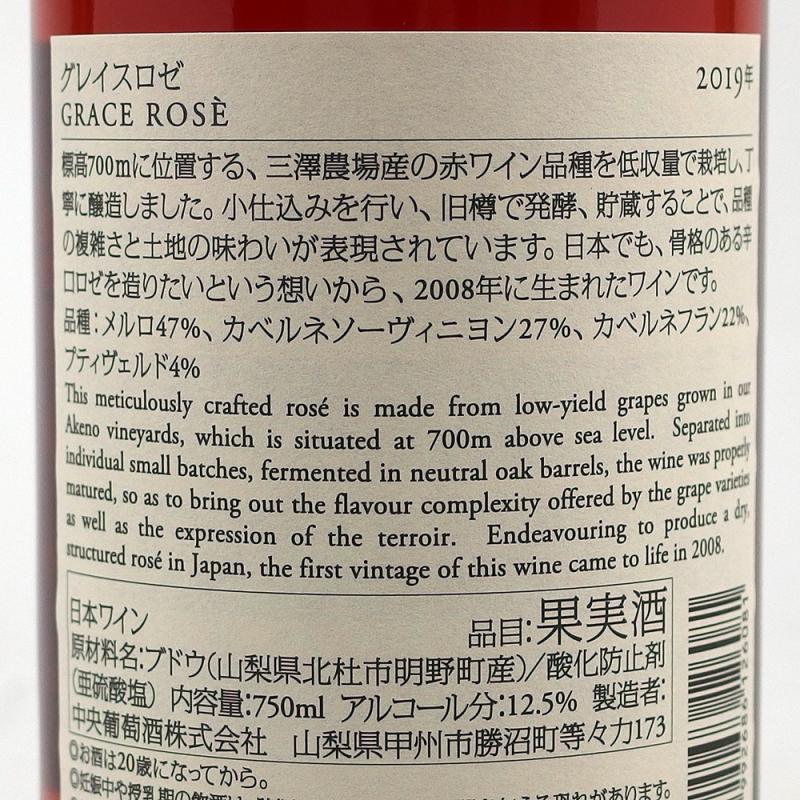 グレイスロゼ 2019年
GRACE ROSÈ
標高700mに位置する、三澤農場産の赤ワイン品種を低収量で栽培し、丁
寧に醸造しました。小仕込みを行い、旧樽で発酵、貯蔵することで、品種
の複雑さと土地の味わいが表現されています。日本でも、骨格のある辛
口ロゼを造りたいという想いから、2008年に生まれたワインです。
品種：メルロ47%、カベルネソーヴィニヨン27%、カベルネフラン22%、
プティヴェルド4%
This meticulously crafted rosé is made from low-yield grapes grown in our
Akeno vineyards, which is situated at 700m above sea level. Separated into
individual small batches, fermented in neutral oak barrels, the wine was properly
matured, so as to bring out the flavour complexity offered by the grape varieties
as well as the expression of the terroir. Endeavouring to produce a dry,
structured rosé in Japan, the first vintage of this wine came to life in 2008.
日本ワイン 品目:果実酒
原材料名:ブドウ(山梨県北杜市明野町産)/酸化防止剤
(亜硫酸塩) 内容量:750ml アルコール分:12.5% 製造者:
中央葡萄酒株式会社 山梨県甲州市勝沼町等々力173
◎お酒は20歳になってから。
◎妊娠中や授乳期の飲酒は、